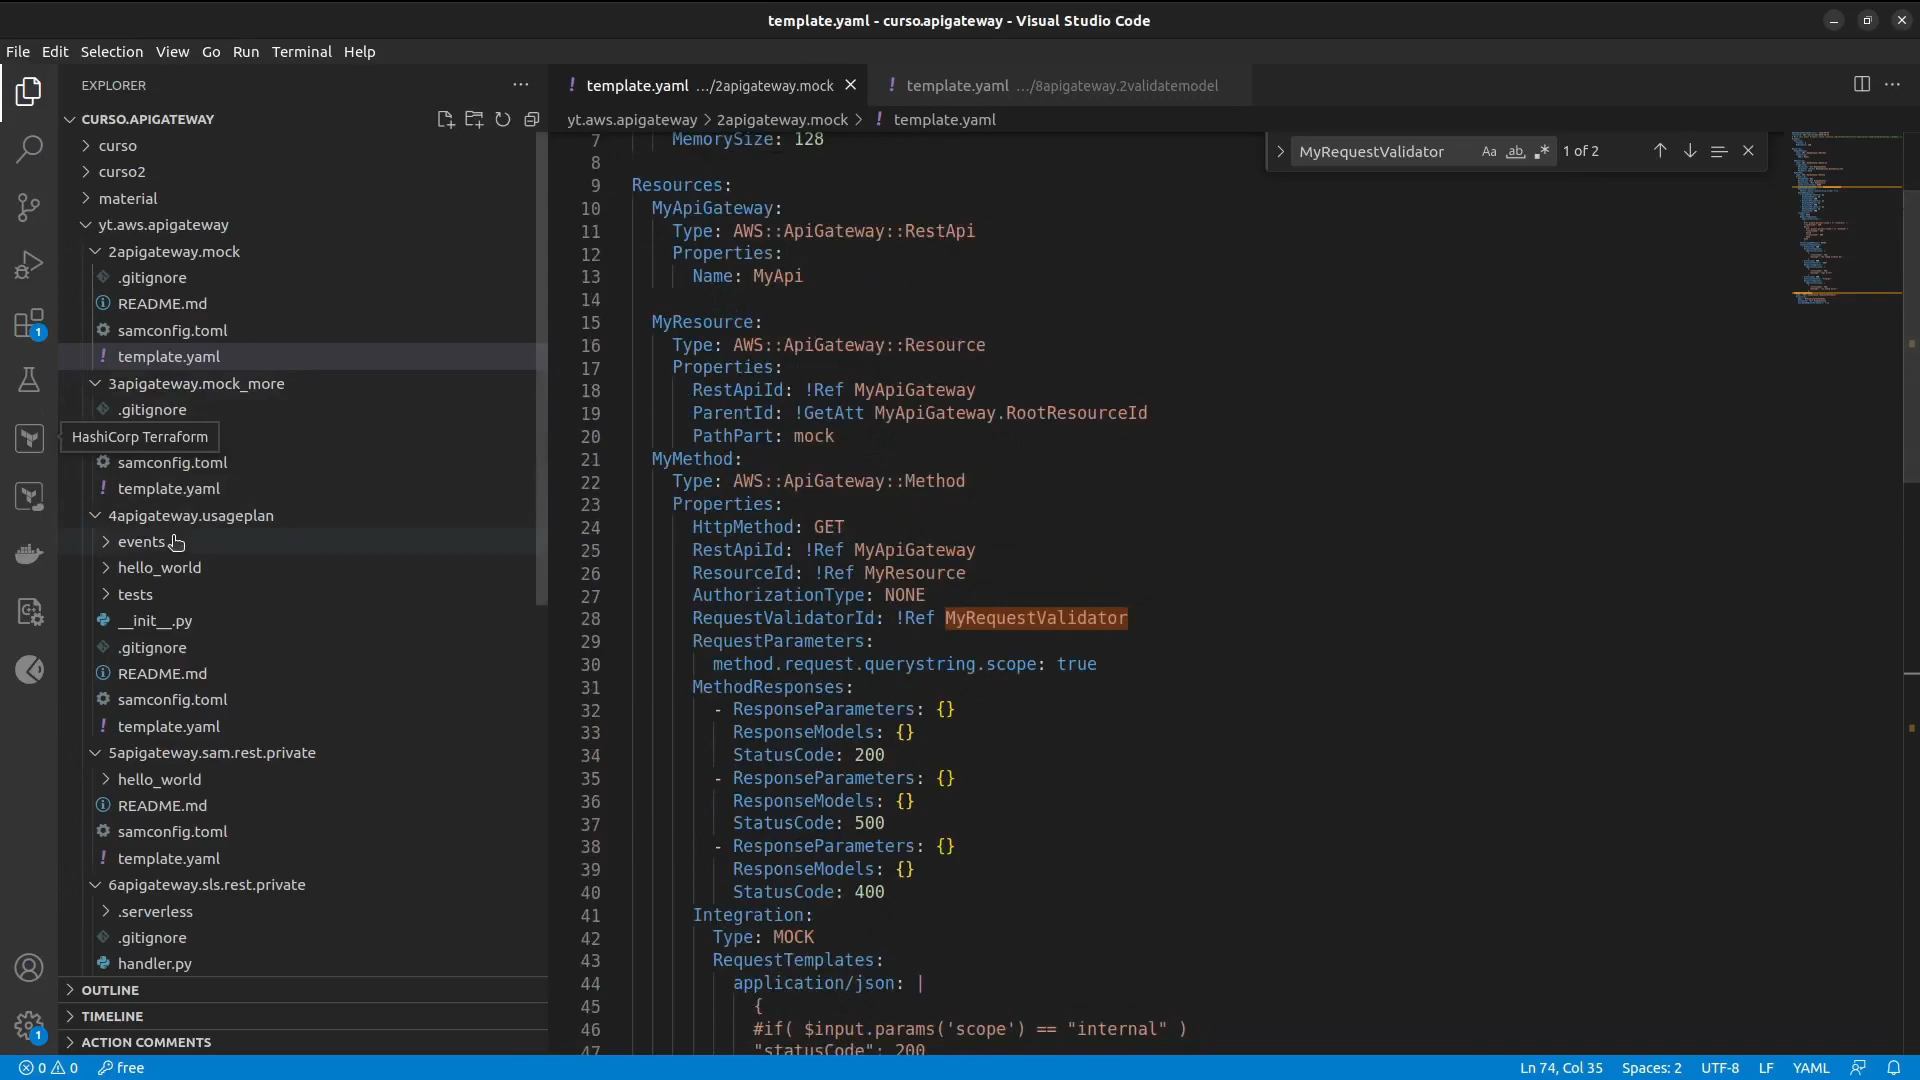 template.yaml - curso.apigateway - Visual Studio Code
File Edit Selection View Go Run Terminal Help
EXPLORER
CURSO.APIGATEWAY
curso
curso2
material
yt.aws.apigateway
2apigateway.mock
.gitignore
README.md
samconfig.toml
template.yaml
3apigateway.mock_more
.gitignore
HashiCorp Terraform
samconfig.toml
template.yaml
4apigateway.usageplan
events
hello_world
tests
__init__.py
.gitignore
README.md
samconfig.toml
template.yaml
5apigateway.sam.rest.private
hello_world
README.md
samconfig.toml
template.yaml
6apigateway.sls.rest.private
.serverless
.gitignore
handler.py
OUTLINE
TIMELINE
ACTION COMMENTS
1
1
! template.yaml .../2apigateway.mock
! template.yaml .../8apigateway.2validatemodel
yt.aws.apigateway > 2apigateway.mock > ! template.yaml
MyRequestValidator Aa ab .* 1 of 2
7 MemorySize: 128
8
9 Resources:
10 MyApiGateway:
11 Type: AWS::ApiGateway::RestApi
12 Properties:
13 Name: MyApi
14
15 MyResource:
16 Type: AWS::ApiGateway::Resource
17 Properties:
18 RestApiId: !Ref MyApiGateway
19 ParentId: !GetAtt MyApiGateway.RootResourceId
20 PathPart: mock
21 MyMethod:
22 Type: AWS::ApiGateway::Method
23 Properties:
24 HttpMethod: GET
25 RestApiId: !Ref MyApiGateway
26 ResourceId: !Ref MyResource
27 AuthorizationType: NONE
28 RequestValidatorId: !Ref MyRequestValidator
29 RequestParameters:
30 method.request.querystring.scope: true
31 MethodResponses:
32 - ResponseParameters: {}
33 ResponseModels: {}
34 StatusCode: 200
35 - ResponseParameters: {}
36 ResponseModels: {}
37 StatusCode: 500
38 - ResponseParameters: {}
39 ResponseModels: {}
40 StatusCode: 400
41 Integration:
42 Type: MOCK
43 RequestTemplates:
44 application/json: |
45 {
46 #if( $input.params('scope') == "internal" )
47 "statusCode": 200
0 0 free
Ln 74, Col 35 Spaces: 2 UTF-8 LF YAML